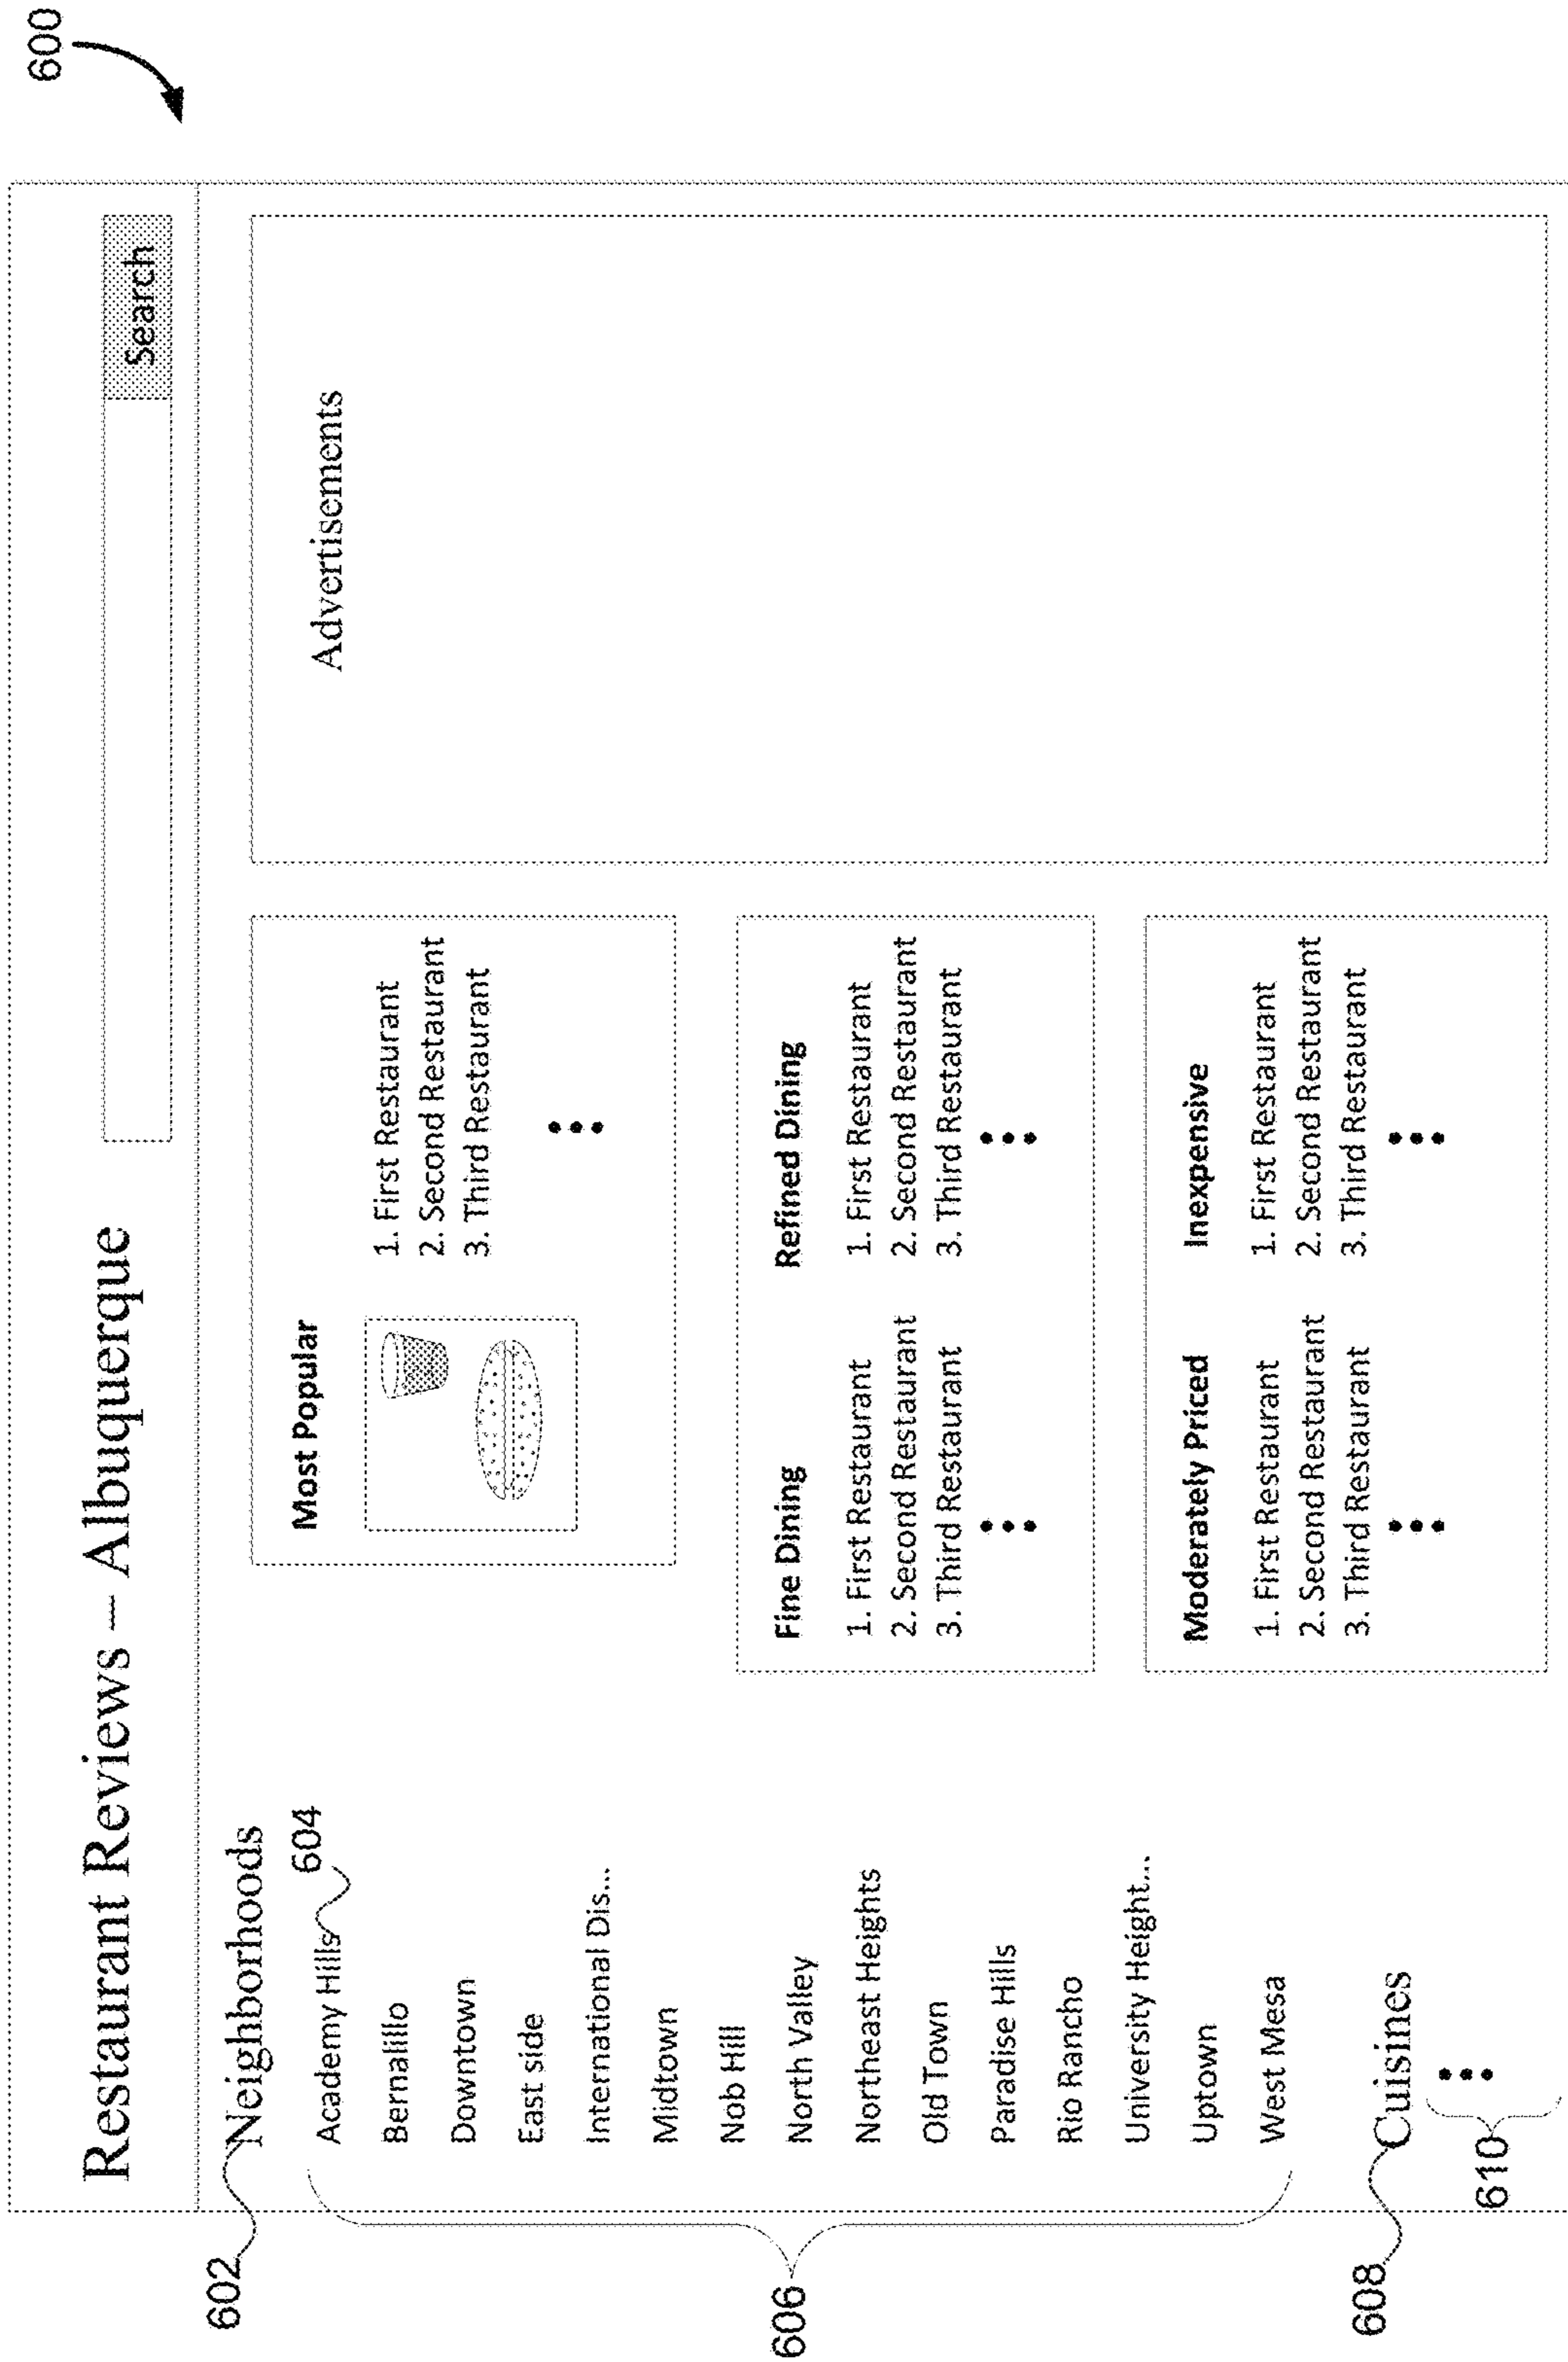 600
Restaurant Reviews – Albuquerque
Search
602
Neighborhoods
604
Academy Hills
Bernalillo
Downtown
East side
International Dis...
Midtown
Nob Hill
North Valley
Northeast Heights
Old Town
Paradise Hills
Rio Rancho
University Height...
Uptown
West Mesa
606
608
Cuisines
610
Most Popular
1. First Restaurant
2. Second Restaurant
3. Third Restaurant
Fine Dining
1. First Restaurant
2. Second Restaurant
3. Third Restaurant
Refined Dining
1. First Restaurant
2. Second Restaurant
3. Third Restaurant
Moderately Priced
1. First Restaurant
2. Second Restaurant
3. Third Restaurant
Inexpensive
1. First Restaurant
2. Second Restaurant
3. Third Restaurant
Advertisements